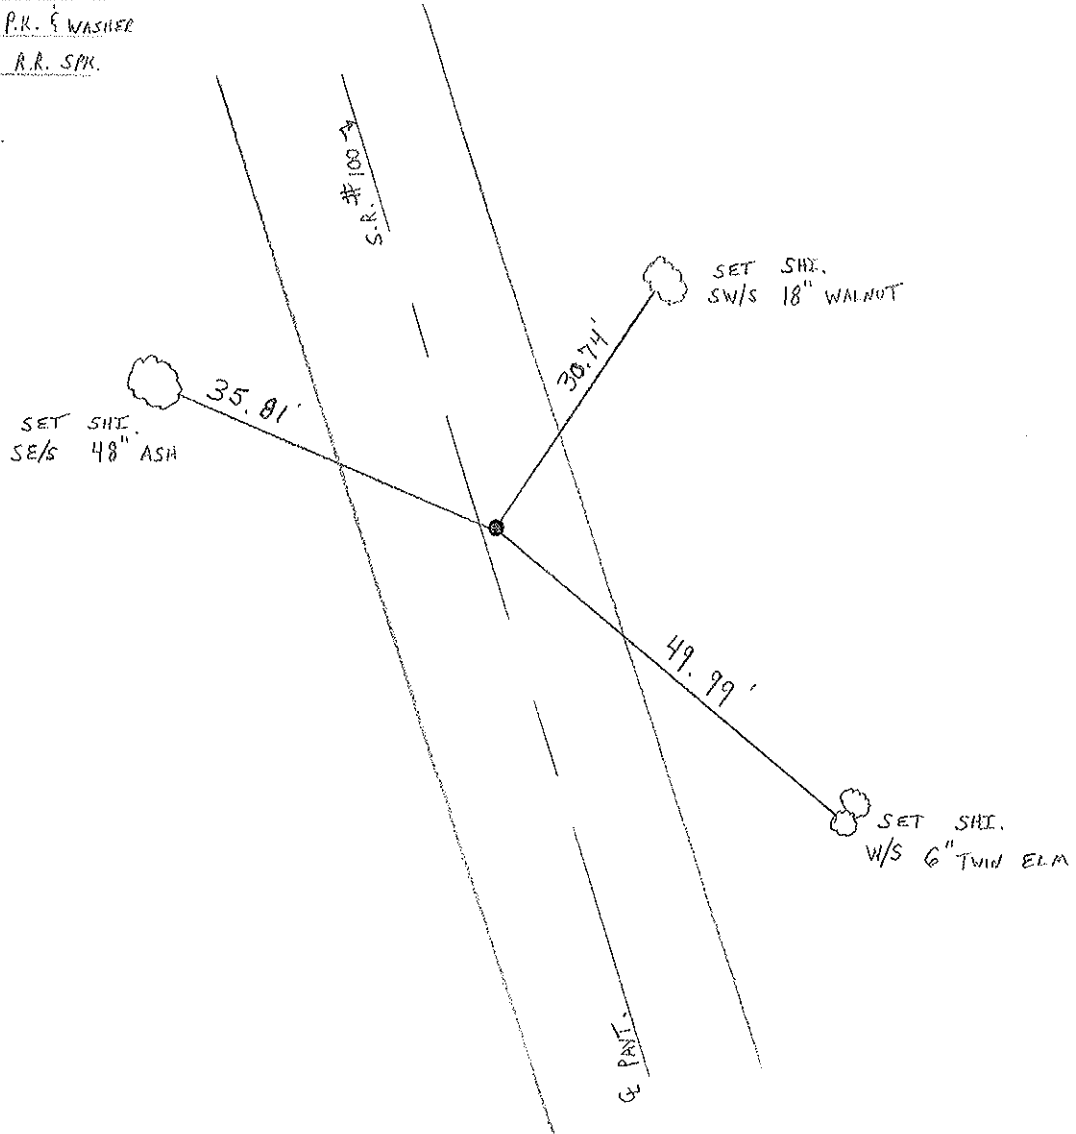 P.K. & WASHER
R.R. SPK.
S.R. #100
SET SHI.
SW/S 18" WALNUT
30.74'
35.81'
SET SHI.
SE/S 48" ASH
49.99'
SET SHI.
W/S 6" TWIN ELM
℄ PAVT.